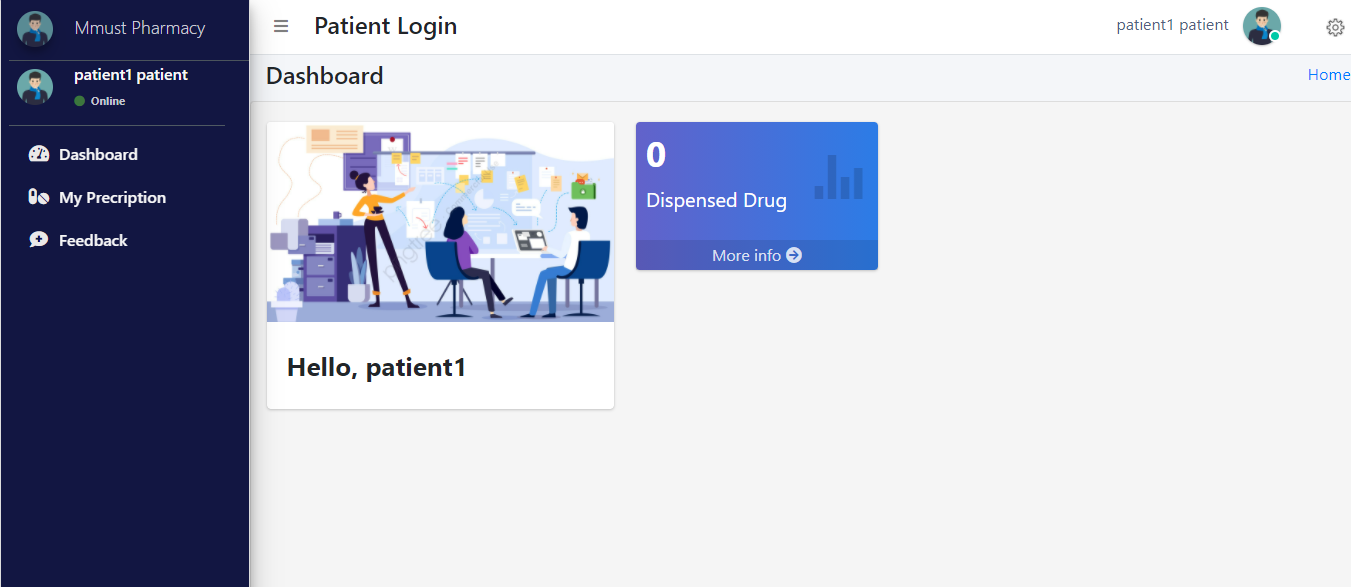 Mmust Pharmacy
patient1 patient
Online
Dashboard
My Precription
Feedback
Patient Login
patient1 patient
Dashboard
Home
Hello, patient1
0
Dispensed Drug
More info